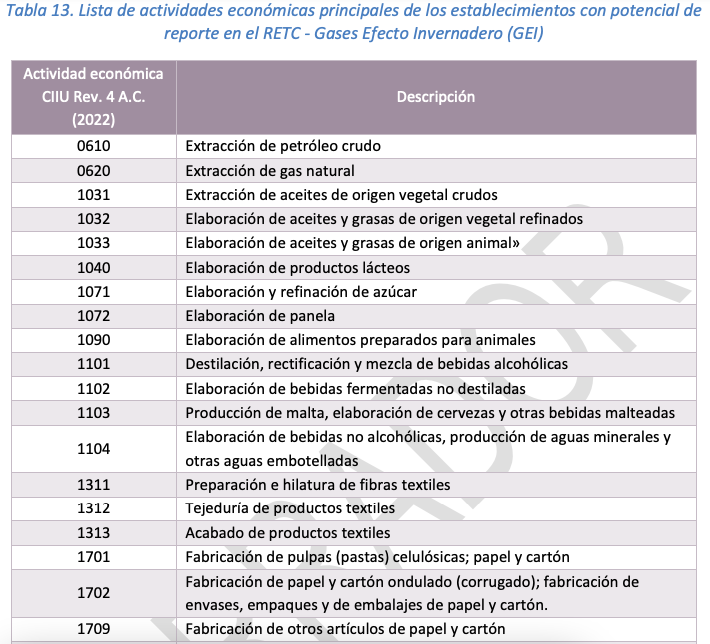 Tabla 13. Lista de actividades económicas principales de los establecimientos con potencial de
reporte en el RETC - Gases Efecto Invernadero (GEI)
Actividad económica
CIIU Rev. 4 A.C.
(2022)
Descripción
0610 Extracción de petróleo crudo
0620 Extracción de gas natural
1031 Extracción de aceites de origen vegetal crudos
1032 Elaboración de aceites y grasas de origen vegetal refinados
1033 Elaboración de aceites y grasas de origen animal»
1040 Elaboración de productos lácteos
1071 Elaboración y refinación de azúcar
1072 Elaboración de panela
1090 Elaboración de alimentos preparados para animales
1101 Destilación, rectificación y mezcla de bebidas alcohólicas
1102 Elaboración de bebidas fermentadas no destiladas
1103 Producción de malta, elaboración de cervezas y otras bebidas malteadas
1104 Elaboración de bebidas no alcohólicas, producción de aguas minerales y
otras aguas embotelladas
1311 Preparación e hilatura de fibras textiles
1312 Tejeduría de productos textiles
1313 Acabado de productos textiles
1701 Fabricación de pulpas (pastas) celulósicas; papel y cartón
1702 Fabricación de papel y cartón ondulado (corrugado); fabricación de
envases, empaques y de embalajes de papel y cartón.
1709 Fabricación de otros artículos de papel y cartón
RADOR